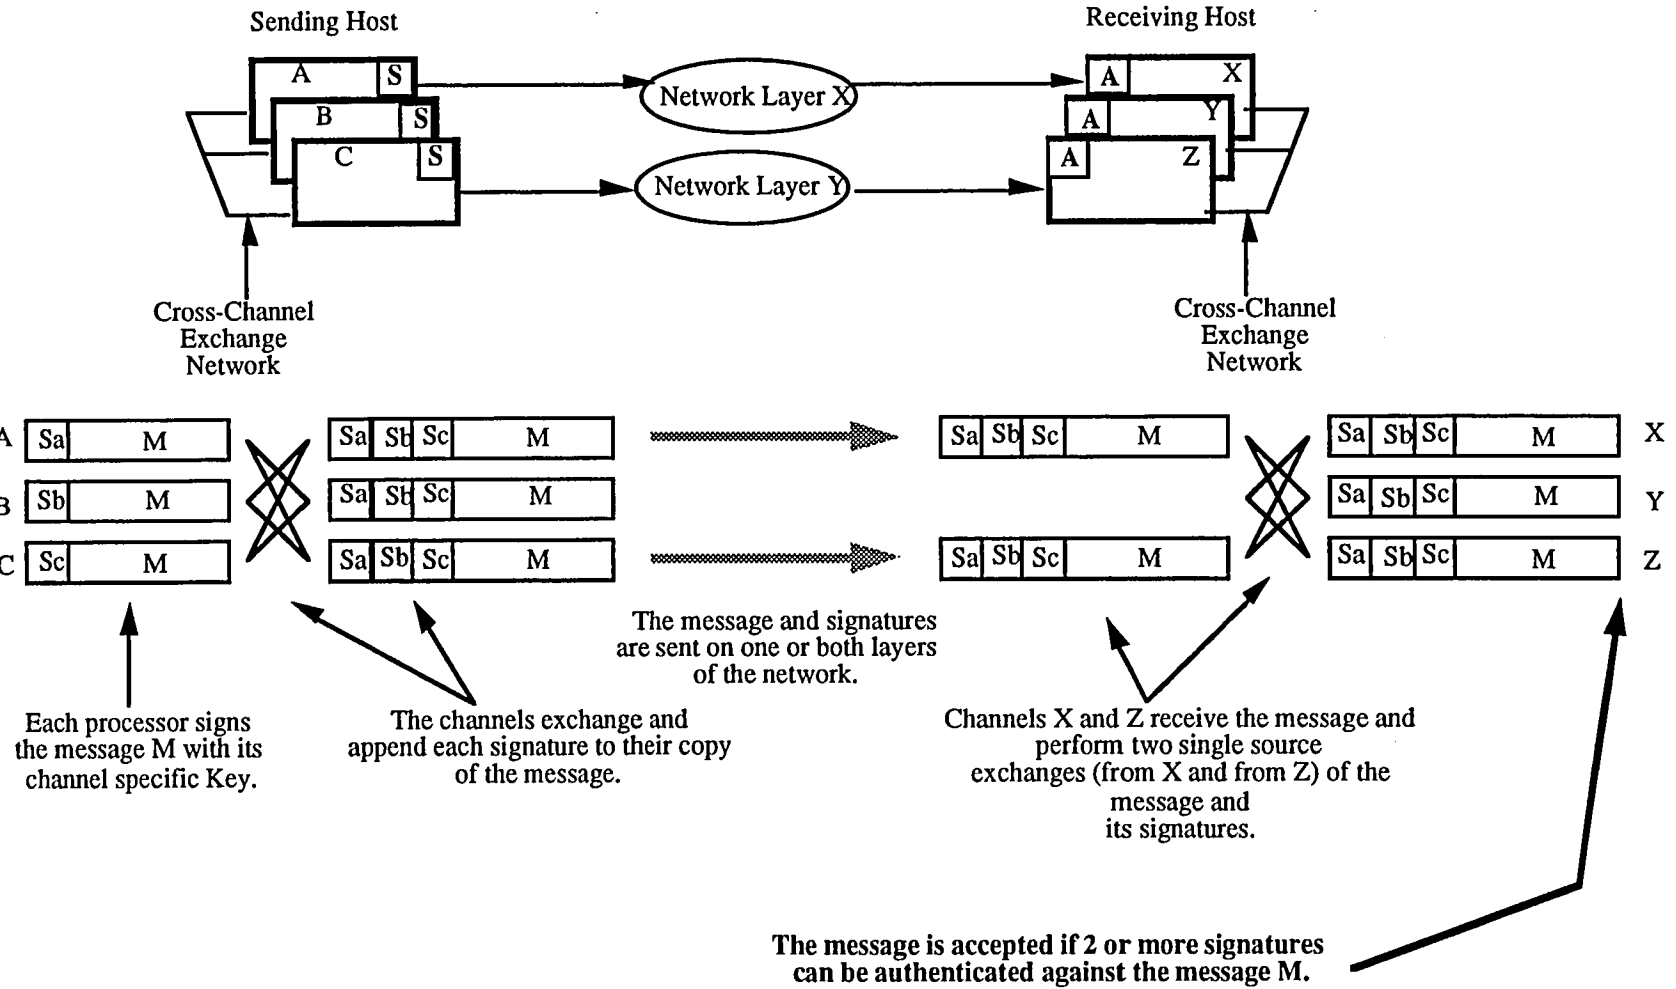 Sending Host
Receiving Host
A S
B S
C S
Network Layer X
Network Layer Y
A X
A Y
A Z
Cross-Channel
Exchange
Network
Cross-Channel
Exchange
Network
A Sa M
Sa Sb Sc M
Sa Sb Sc M
Sa Sb Sc M X
B Sb M
Sa Sb Sc M
Sa Sb Sc M Y
C Sc M
Sa Sb Sc M
Sa Sb Sc M
Sa Sb Sc M Z
Each processor signs
the message M with its
channel specific Key.
The channels exchange and
append each signature to their copy
of the message.
The message and signatures
are sent on one or both layers
of the network.
Channels X and Z receive the message and
perform two single source
exchanges (from X and from Z) of the
message and
its signatures.
The message is accepted if 2 or more signatures
can be authenticated against the message M.